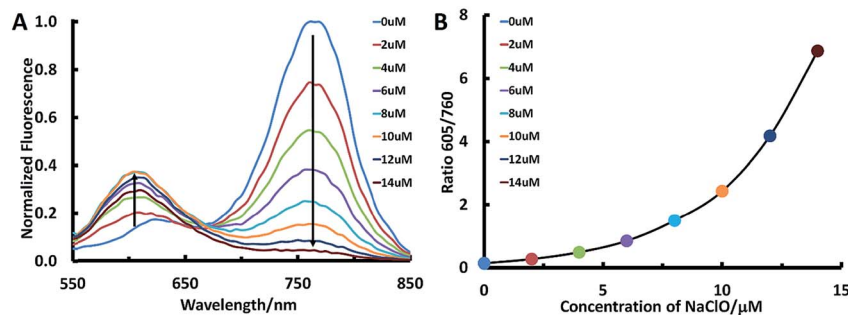 A
Normalized Fluorescence
1.0
0.8
0.6
0.4
0.2
0.0
550
650
750
850
Wavelength/nm
0uM
2uM
4uM
6uM
8uM
10uM
12uM
14uM
B
Ratio 605/760
8
6
4
2
0
0
5
10
15
Concentration of NaClO/μM
0uM
2uM
4uM
6uM
8uM
10uM
12uM
14uM